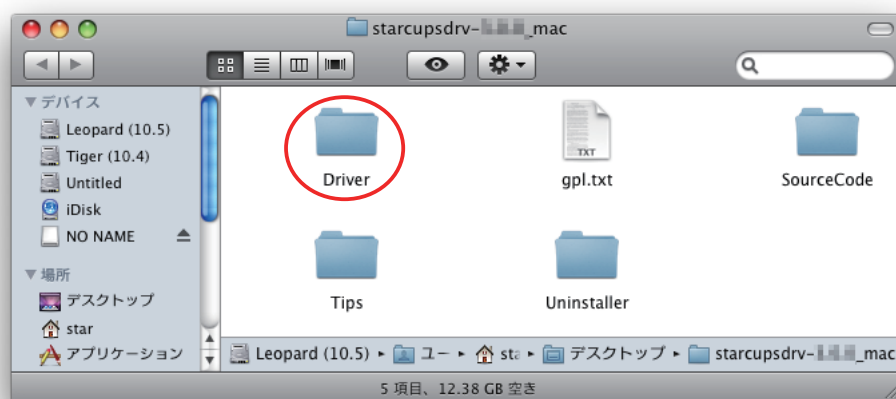 starcupsdrv-_mac
デバイス
Leopard (10.5)
Tiger (10.4)
Untitled
iDisk
NO NAME
場所
デスクトップ
star
アプリケーション
Driver
TXT
gpl.txt
SourceCode
Tips
Uninstaller
Leopard (10.5) ▸ ユー ▸ sta ▸ デスクトップ ▸ starcupsdrv-_mac
5 項目、12.38 GB 空き